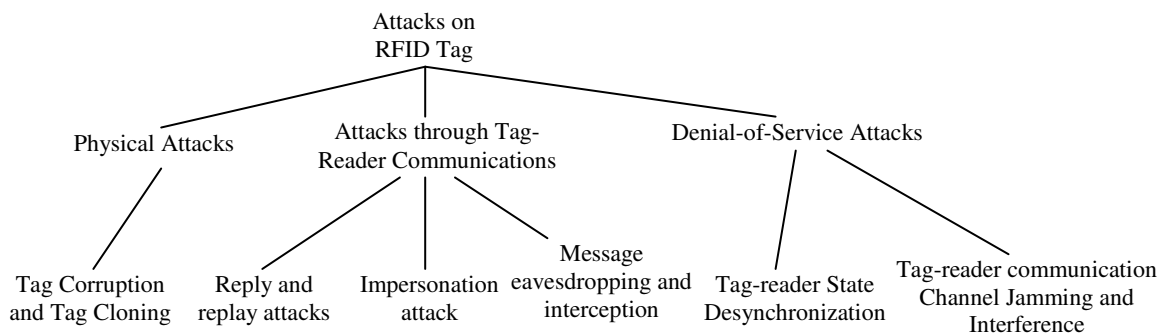 Attacks on
RFID Tag
Physical Attacks
Attacks through Tag-
Reader Communications
Denial-of-Service Attacks
Tag Corruption
and Tag Cloning
Reply and
replay attacks
Impersonation
attack
Message
eavesdropping and
interception
Tag-reader State
Desynchronization
Tag-reader communication
Channel Jamming and
Interference